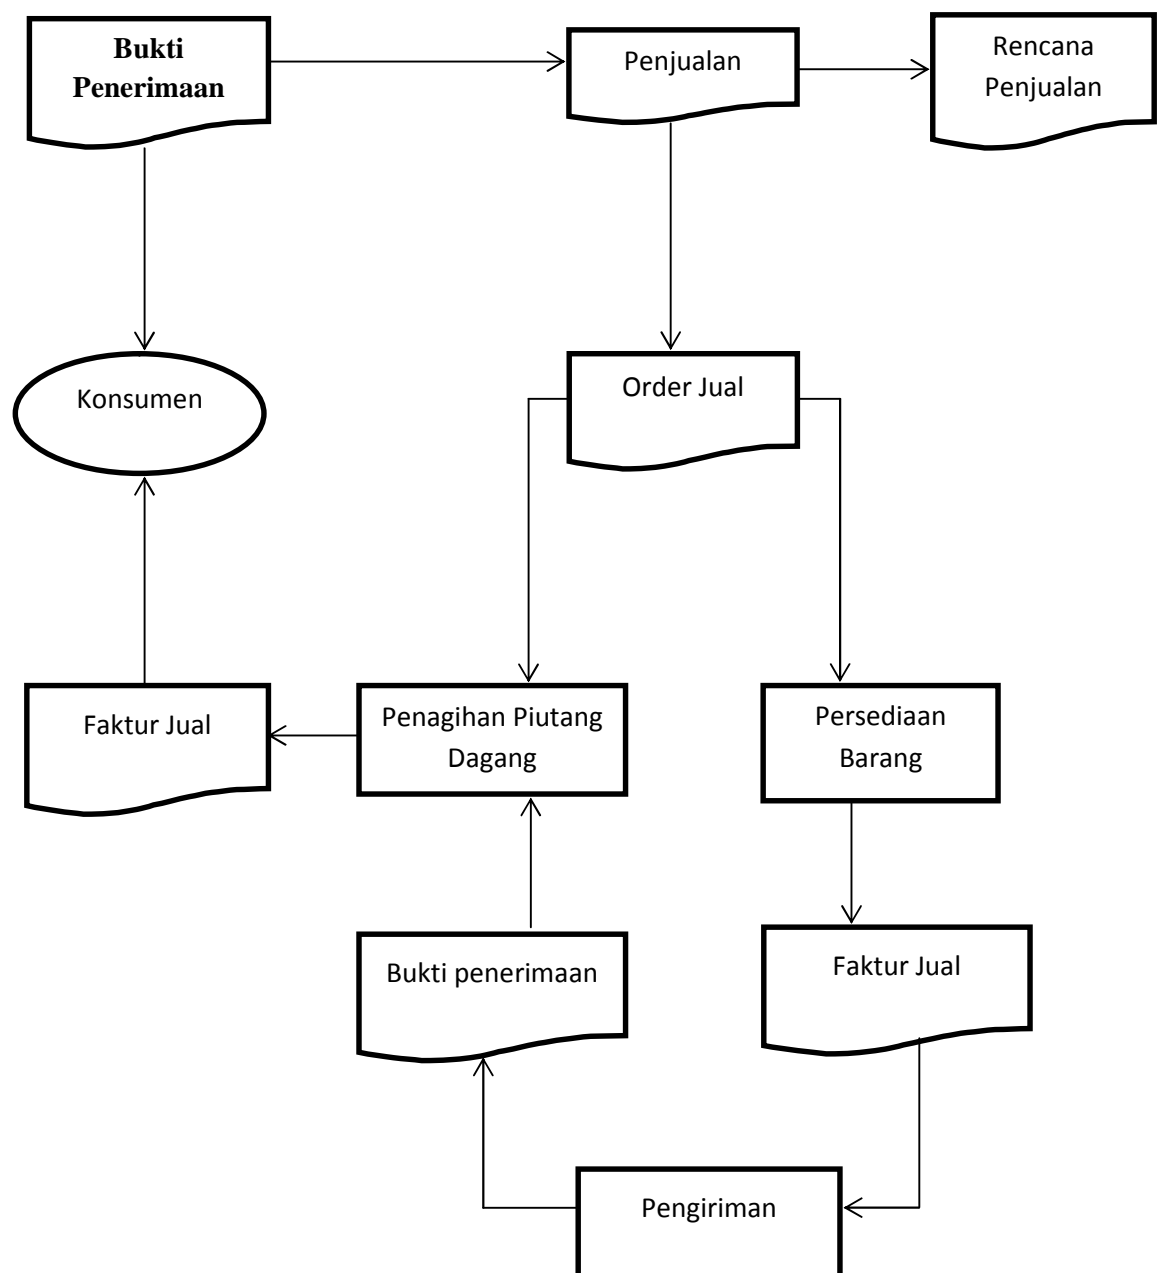 Bukti
Penerimaan
Penjualan
Rencana
Penjualan
Konsumen
Order Jual
Faktur Jual
Penagihan Piutang
Dagang
Persediaan
Barang
Bukti penerimaan
Faktur Jual
Pengiriman